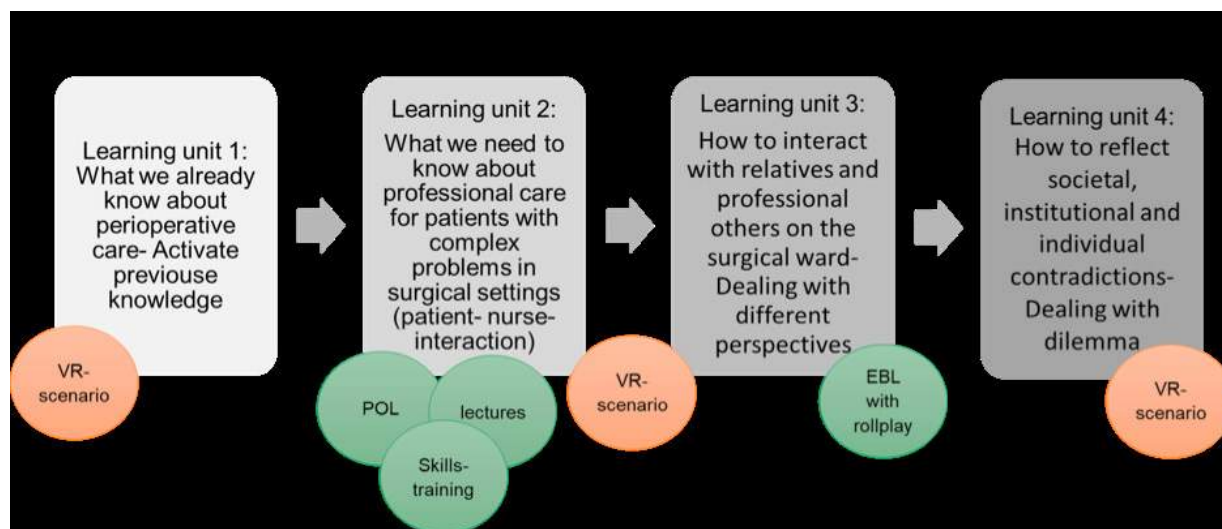 Learning unit 1:
What we already
know about
perioperative
care- Activate
previouse
knowledge
VR-
scenario
Learning unit 2:
What we need to
know about
professional care
for patients with
complex
problems in
surgical settings
(patient- nurse-
interaction)
POL
lectures
Skills-
training
Learning unit 3:
How to interact
with relatives and
professional
others on the
surgical ward-
Dealing with
different
perspectives
VR-
scenario
EBL
with
rollplay
Learning unit 4:
How to reflect
societal,
institutional and
individual
contradictions-
Dealing with
dilemma
VR-
scenario